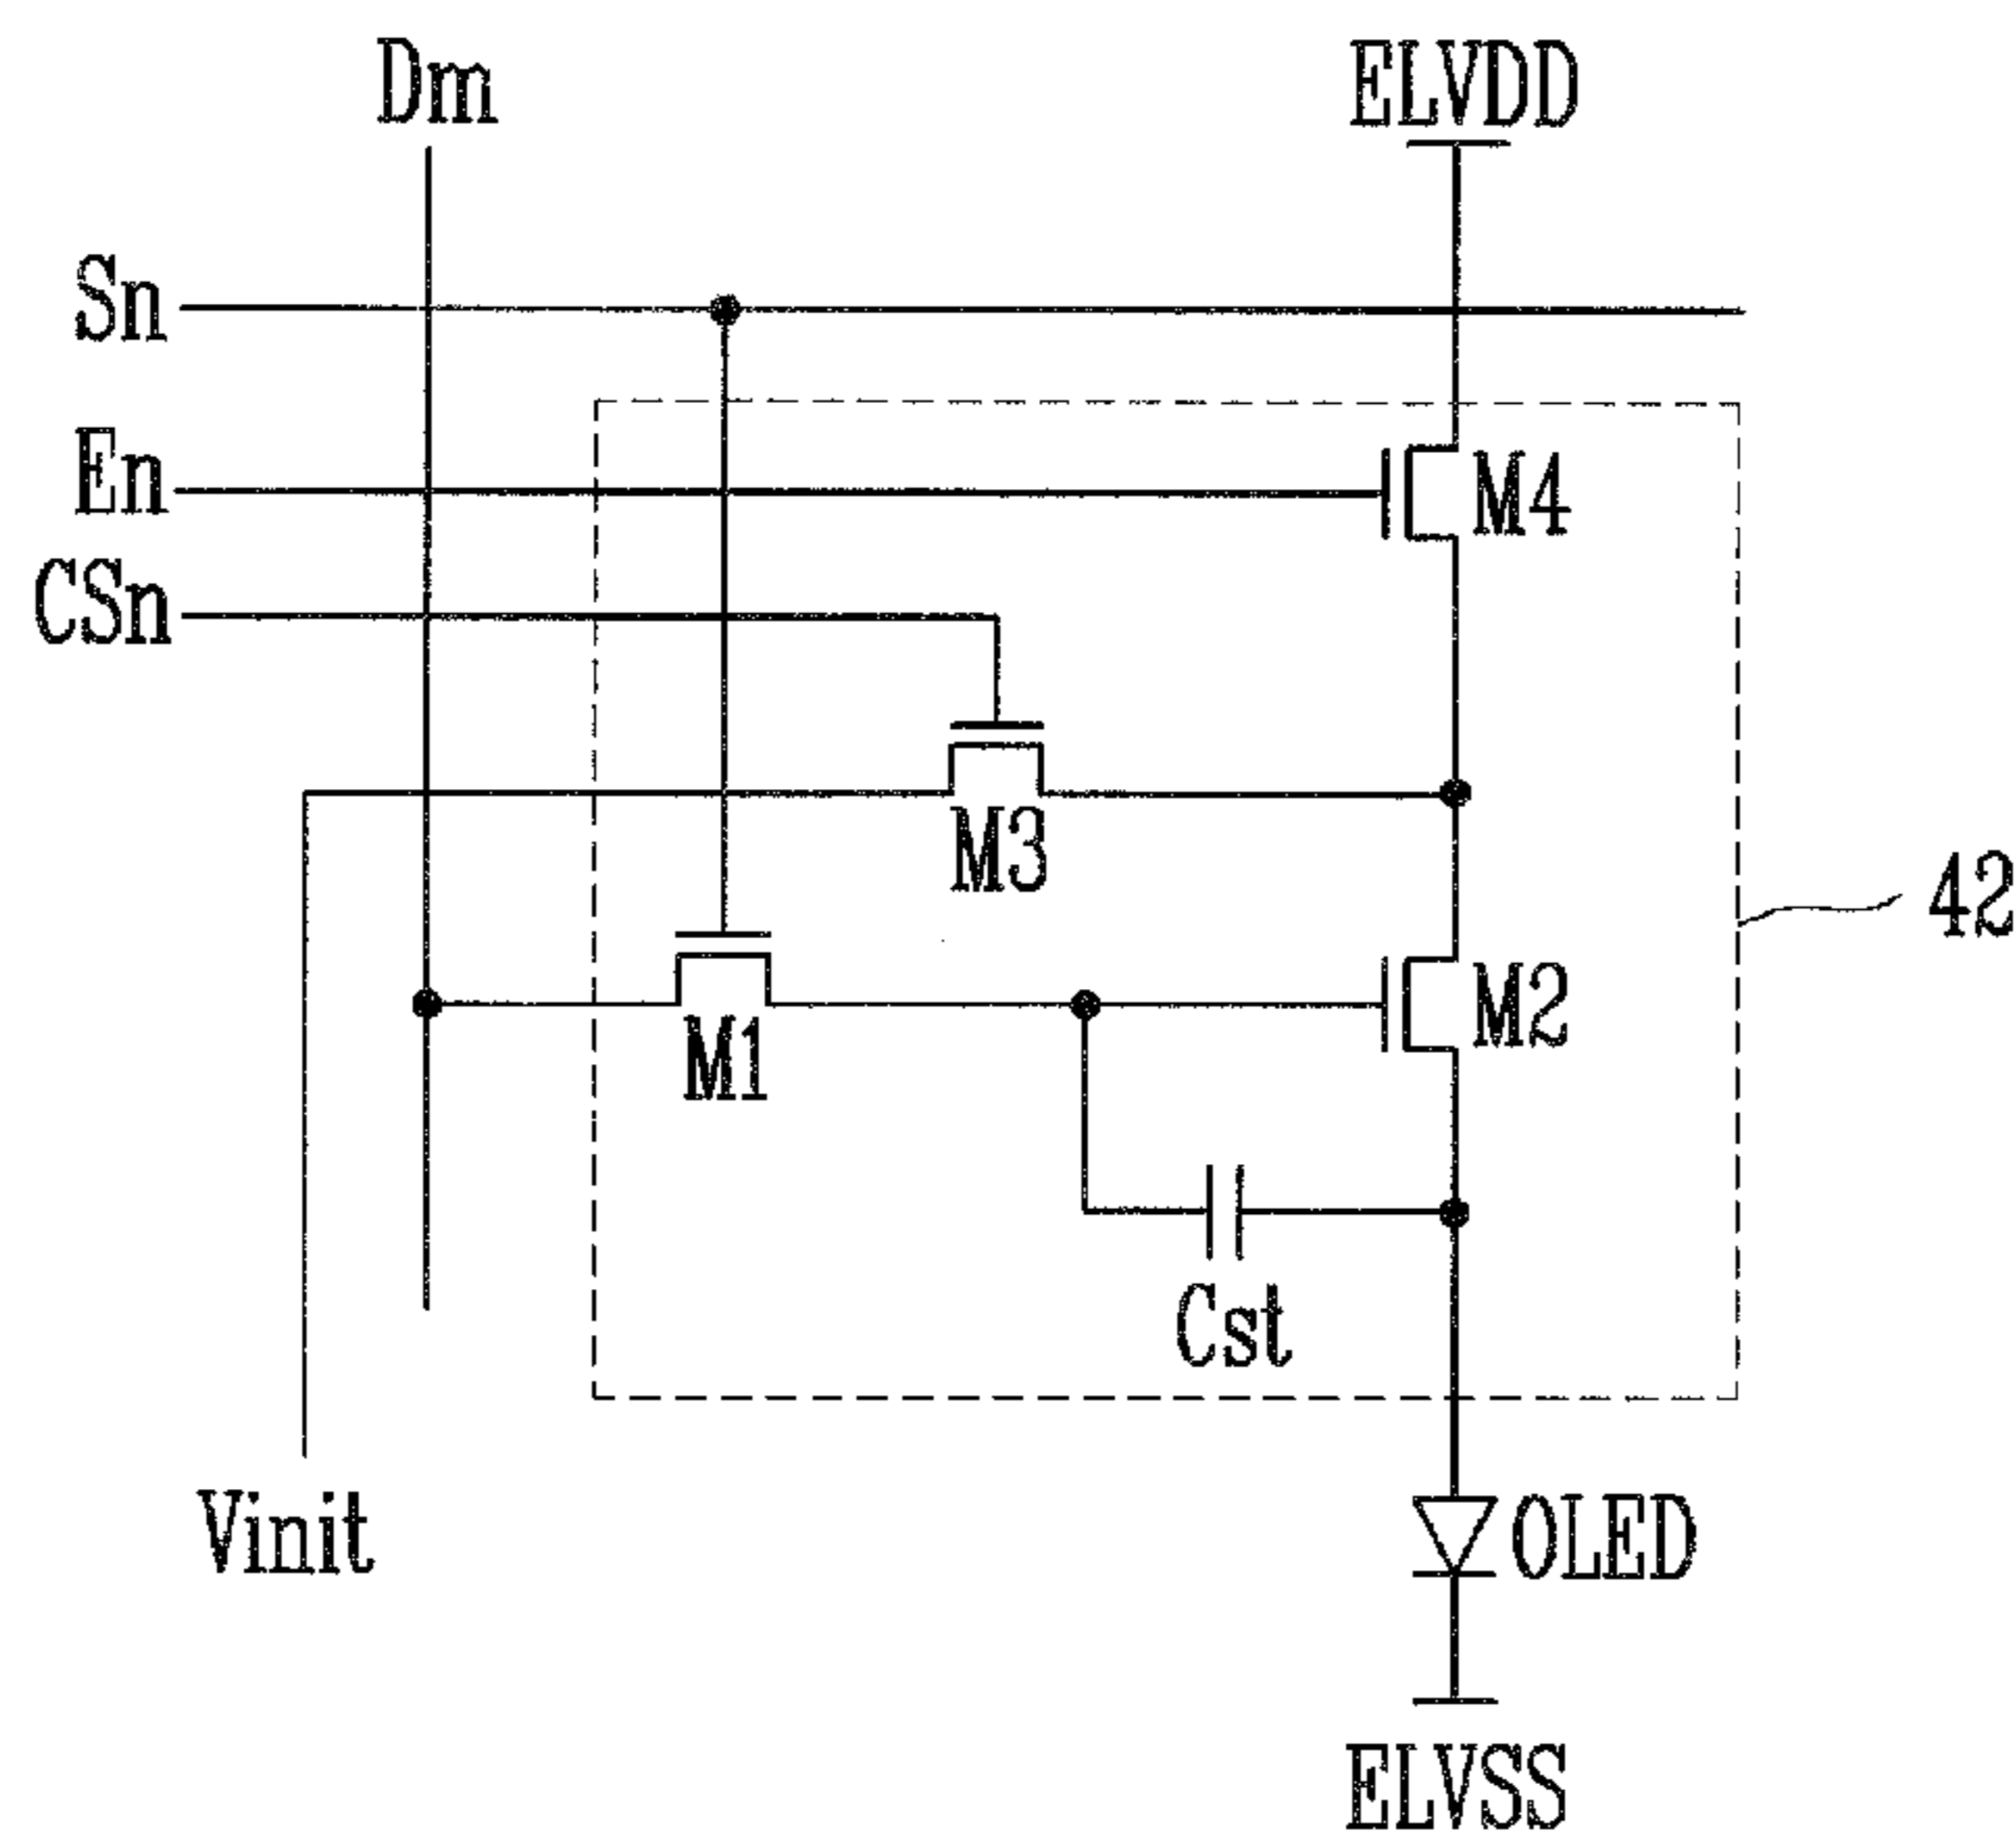 Dm
ELVDD
Sn
En
M4
CSn
M3
42
M2
M1
Cst
Vinit
OLED
ELVSS